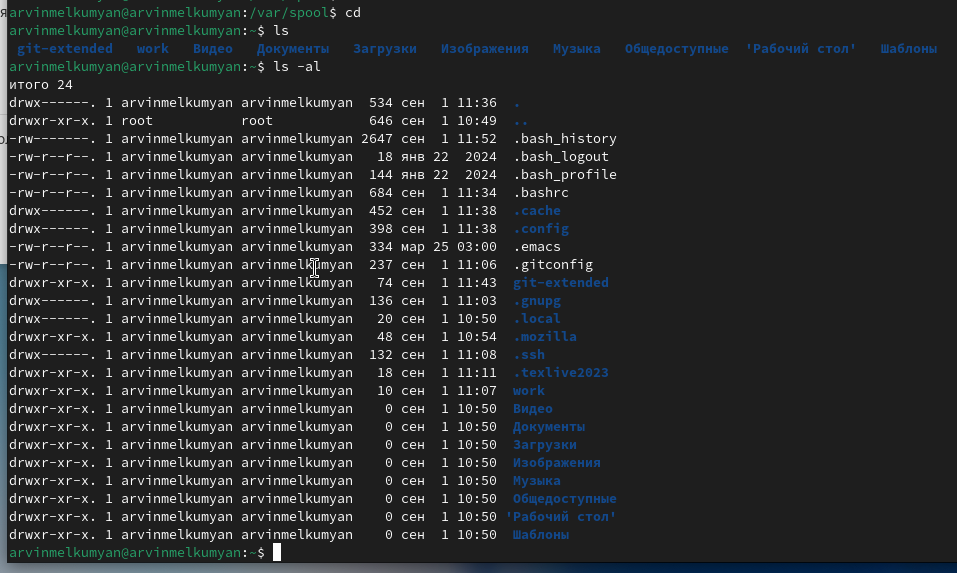 arvinmelkumyan@arvinmelkumyan:/var/spool$ cd
arvinmelkumyan@arvinmelkumyan:~$ ls
git-extended work Видео Документы Загрузки Изображения Музыка Общедоступные 'Рабочий стол' Шаблоны
arvinmelkumyan@arvinmelkumyan:~$ ls -al
итого 24
drwx------. 1 arvinmelkumyan arvinmelkumyan 534 сен 1 11:36 .
drwxr-xr-x. 1 root root 646 сен 1 10:49 ..
-rw-------. 1 arvinmelkumyan arvinmelkumyan 2647 сен 1 11:52 .bash_history
-rw-r--r--. 1 arvinmelkumyan arvinmelkumyan 18 янв 22 2024 .bash_logout
-rw-r--r--. 1 arvinmelkumyan arvinmelkumyan 144 янв 22 2024 .bash_profile
-rw-r--r--. 1 arvinmelkumyan arvinmelkumyan 684 сен 1 11:34 .bashrc
drwx------. 1 arvinmelkumyan arvinmelkumyan 452 сен 1 11:38 .cache
drwx------. 1 arvinmelkumyan arvinmelkumyan 398 сен 1 11:38 .config
-rw-r--r--. 1 arvinmelkumyan arvinmelkumyan 334 мар 25 03:00 .emacs
-rw-r--r--. 1 arvinmelkumyan arvinmelkumyan 237 сен 1 11:06 .gitconfig
drwxr-xr-x. 1 arvinmelkumyan arvinmelkumyan 74 сен 1 11:43 git-extended
drwx------. 1 arvinmelkumyan arvinmelkumyan 136 сен 1 11:03 .gnupg
drwx------. 1 arvinmelkumyan arvinmelkumyan 20 сен 1 10:50 .local
drwxr-xr-x. 1 arvinmelkumyan arvinmelkumyan 48 сен 1 10:54 .mozilla
drwx------. 1 arvinmelkumyan arvinmelkumyan 132 сен 1 11:08 .ssh
drwxr-xr-x. 1 arvinmelkumyan arvinmelkumyan 18 сен 1 11:11 .texlive2023
drwxr-xr-x. 1 arvinmelkumyan arvinmelkumyan 10 сен 1 11:07 work
drwxr-xr-x. 1 arvinmelkumyan arvinmelkumyan 0 сен 1 10:50 Видео
drwxr-xr-x. 1 arvinmelkumyan arvinmelkumyan 0 сен 1 10:50 Документы
drwxr-xr-x. 1 arvinmelkumyan arvinmelkumyan 0 сен 1 10:50 Загрузки
drwxr-xr-x. 1 arvinmelkumyan arvinmelkumyan 0 сен 1 10:50 Изображения
drwxr-xr-x. 1 arvinmelkumyan arvinmelkumyan 0 сен 1 10:50 Музыка
drwxr-xr-x. 1 arvinmelkumyan arvinmelkumyan 0 сен 1 10:50 Общедоступные
drwxr-xr-x. 1 arvinmelkumyan arvinmelkumyan 0 сен 1 10:50 'Рабочий стол'
drwxr-xr-x. 1 arvinmelkumyan arvinmelkumyan 0 сен 1 10:50 Шаблоны
arvinmelkumyan@arvinmelkumyan:~$